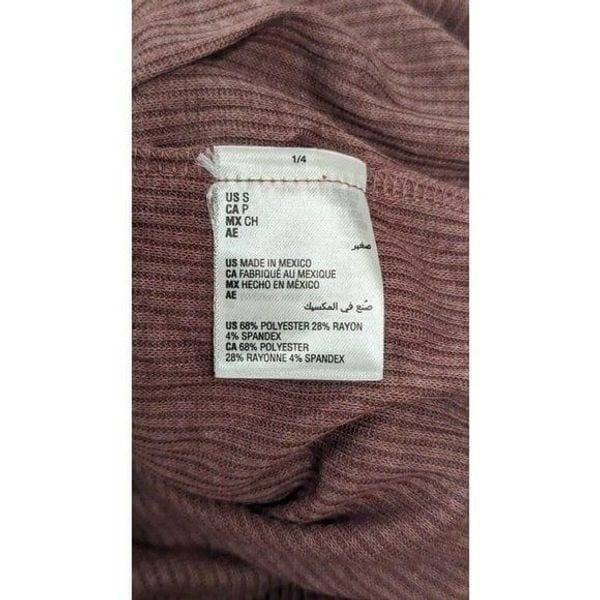 1/4
US S
CA P
MX CH
AE
صغير
US MADE IN MEXICO
CA FABRIQUÉ AU MEXIQUE
MX HECHO EN MÉXICO
AE
صُنع في المكسيك
US 68% POLYESTER 28% RAYON
4% SPANDEX
CA 68% POLYESTER
28% RAYONNE 4% SPANDEX